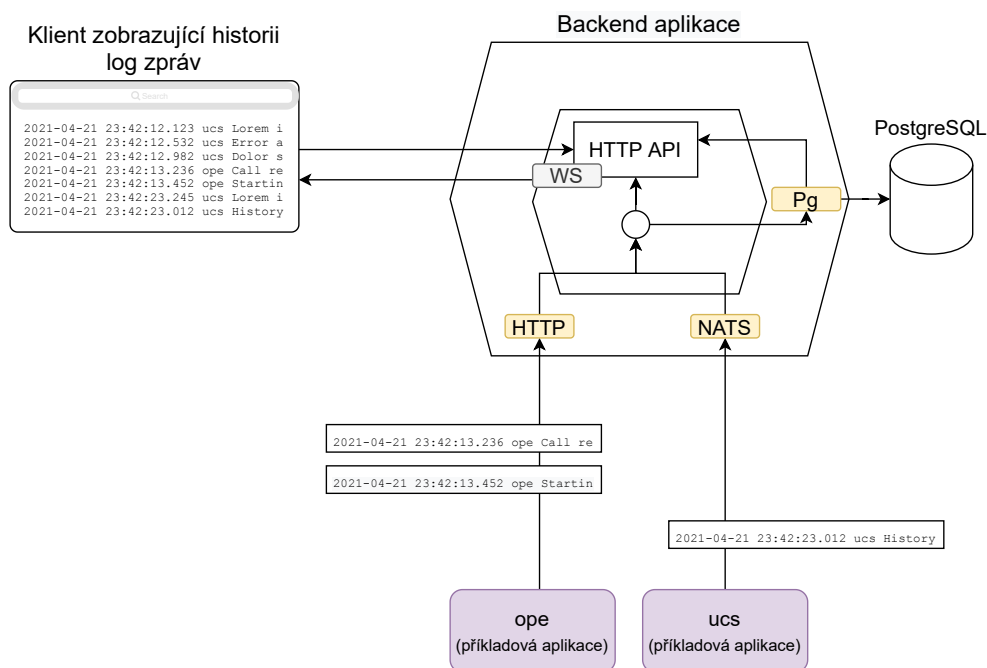 Klient zobrazující historii
log zpráv
Backend aplikace
Search
2021-04-21 23:42:12.123 ucs Lorem i
2021-04-21 23:42:12.532 ucs Error a
2021-04-21 23:42:12.982 ucs Dolor s
2021-04-21 23:42:13.236 ope Call re
2021-04-21 23:42:13.452 ope Startin
2021-04-21 23:42:23.245 ucs Lorem i
2021-04-21 23:42:23.012 ucs History
HTTP API
WS
Pg
PostgreSQL
HTTP
NATS
2021-04-21 23:42:13.236 ope Call re
2021-04-21 23:42:13.452 ope Startin
2021-04-21 23:42:23.012 ucs History
ope
(příkladová aplikace)
ucs
(příkladová aplikace)